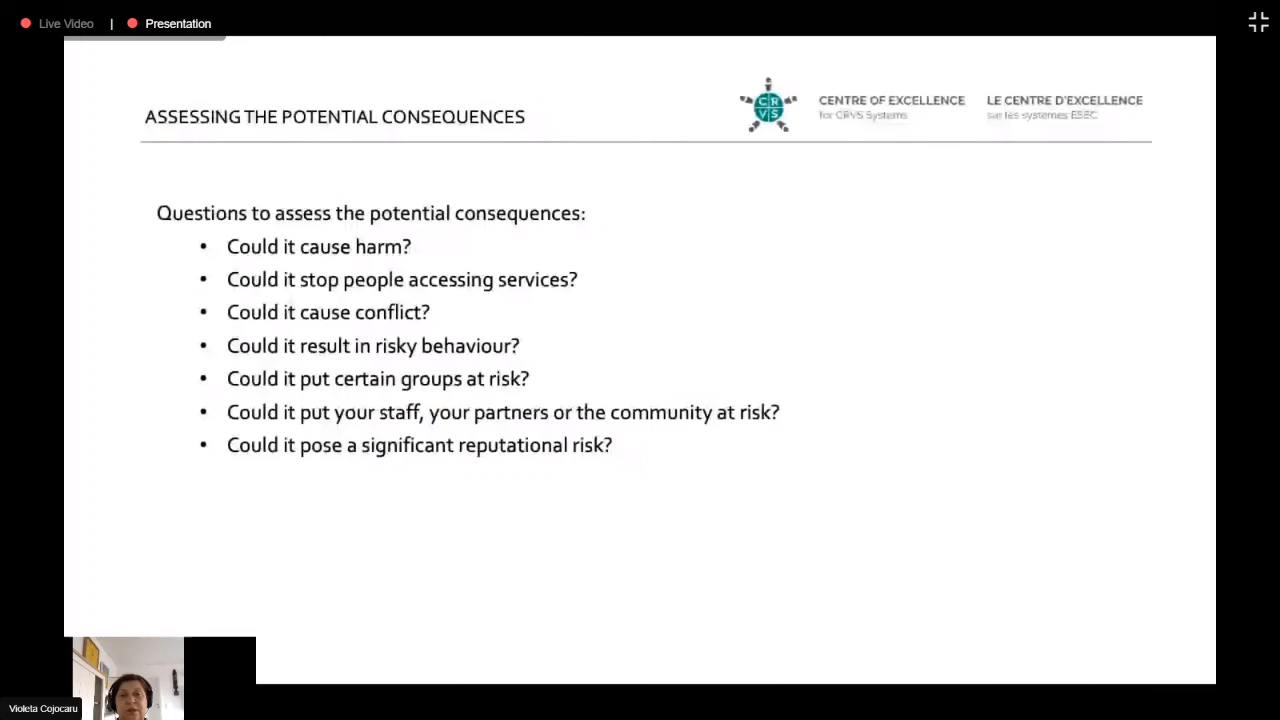 Live Video | Presentation
CRVS
CENTRE OF EXCELLENCE
for CRVS Systems
LE CENTRE D'EXCELLENCE
sur les systèmes ESEC
ASSESSING THE POTENTIAL CONSEQUENCES
Questions to assess the potential consequences:
• Could it cause harm?
• Could it stop people accessing services?
• Could it cause conflict?
• Could it result in risky behaviour?
• Could it put certain groups at risk?
• Could it put your staff, your partners or the community at risk?
• Could it pose a significant reputational risk?
Violeta Cojocaru